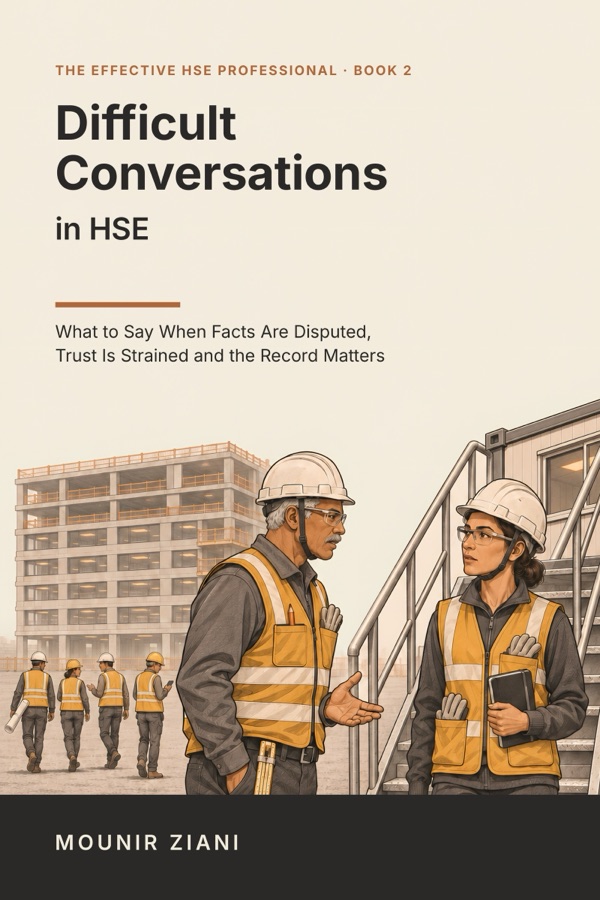 THE EFFECTIVE HSE PROFESSIONAL · BOOK 2
Difficult
Conversations
in HSE
What to Say When Facts Are Disputed,
Trust Is Strained and the Record Matters
MOUNIR ZIANI